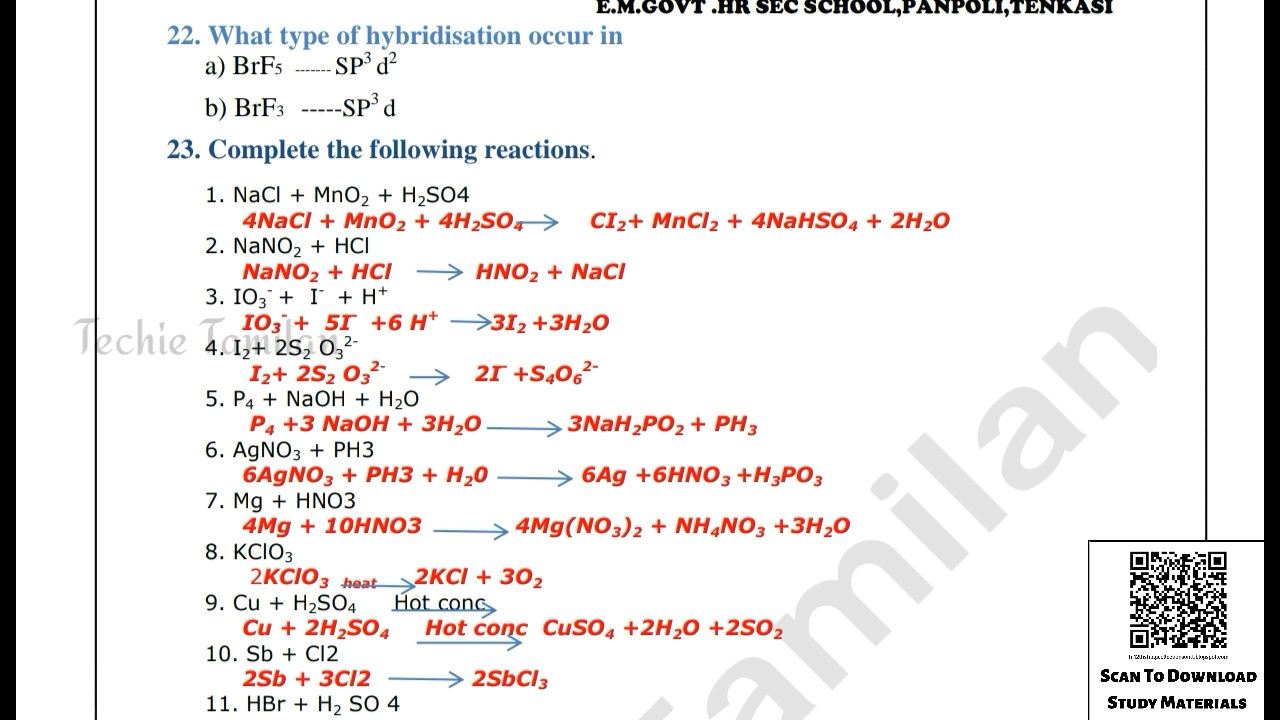 E.M.GOVT .HR SEC SCHOOL,PANPOLI,TENKASI
22. What type of hybridisation occur in
a) BrF₅ ------- SP³ d²
b) BrF₃ -----SP³ d
23. Complete the following reactions.
1. NaCl + MnO₂ + H₂SO4
4NaCl + MnO₂ + 4H₂SO₄ → CI₂+ MnCl₂ + 4NaHSO₄ + 2H₂O
2. NaNO₂ + HCl
NaNO₂ + HCl → HNO₂ + NaCl
3. IO₃⁻ + I⁻ + H⁺
IO₃⁻ + 5I⁻ +6 H⁺ →3I₂ +3H₂O
Techie Tamilan
4. I₂+ 2S₂ O₃²⁻
I₂+ 2S₂ O₃²⁻ → 2I⁻ +S₄O₆²⁻
5. P₄ + NaOH + H₂O
P₄ +3 NaOH + 3H₂O → 3NaH₂PO₂ + PH₃
6. AgNO₃ + PH3
6AgNO₃ + PH3 + H₂0 → 6Ag +6HNO₃ +H₃PO₃
7. Mg + HNO3
4Mg + 10HNO3 → 4Mg(NO₃)₂ + NH₄NO₃ +3H₂O
8. KClO₃
2KClO₃ heat → 2KCl + 3O₂
9. Cu + H₂SO₄ Hot conc →
Cu + 2H₂SO₄ Hot conc → CuSO₄ +2H₂O +2SO₂
10. Sb + Cl2
2Sb + 3Cl2 → 2SbCl₃
11. HBr + H₂ SO 4
amilan
Scan To Download
Study Materials